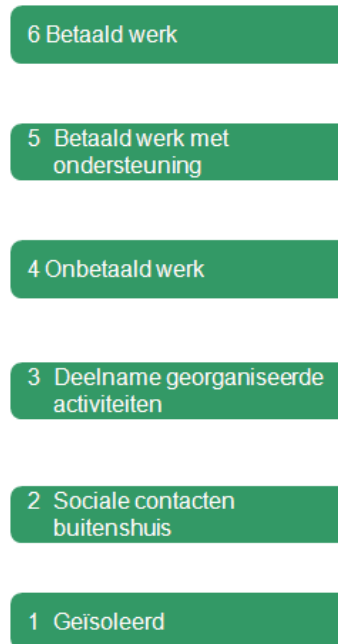 6 Betaald werk
5 Betaald werk met
ondersteuning
4 Onbetaald werk
3 Deelname georganiseerde
activiteiten
2 Sociale contacten
buitenshuis
1 Geïsoleerd